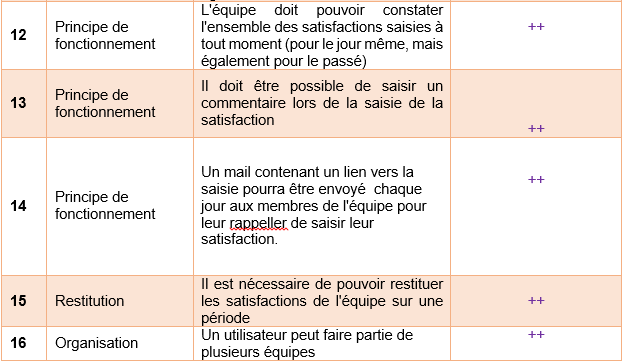 12
Principe de
fonctionnement
L'équipe doit pouvoir constater
l'ensemble des satisfactions saisies à
tout moment (pour le jour même, mais
également pour le passé)
++
13
Principe de
fonctionnement
Il doit être possible de saisir un
commentaire lors de la saisie de la
satisfaction
++
14
Principe de
fonctionnement
Un mail contenant un lien vers la
saisie pourra être envoyé chaque
jour aux membres de l'équipe pour
leur rappeller de saisir leur
satisfaction.
++
15
Restitution
Il est nécessaire de pouvoir restituer
les satisfactions de l'équipe sur une
période
++
16
Organisation
Un utilisateur peut faire partie de
plusieurs équipes
++